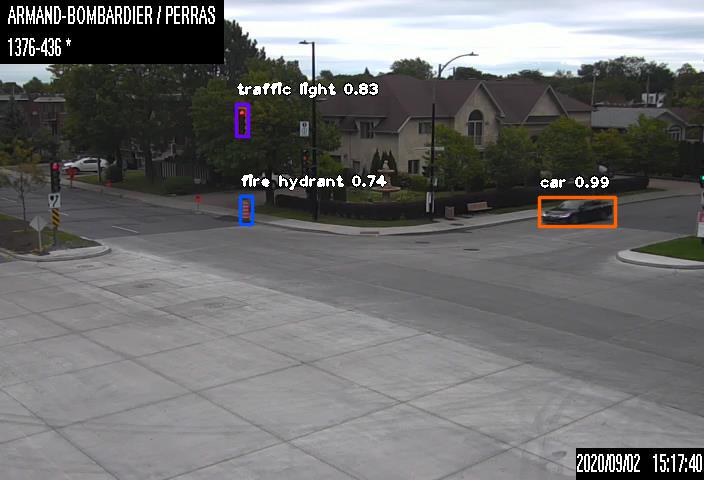 ARMAND-BOMBARDIER / PERRAS
1376-436 *
traffic light 0.83
fire hydrant 0.74
car 0.99
97
2020/09/02 15:17:40